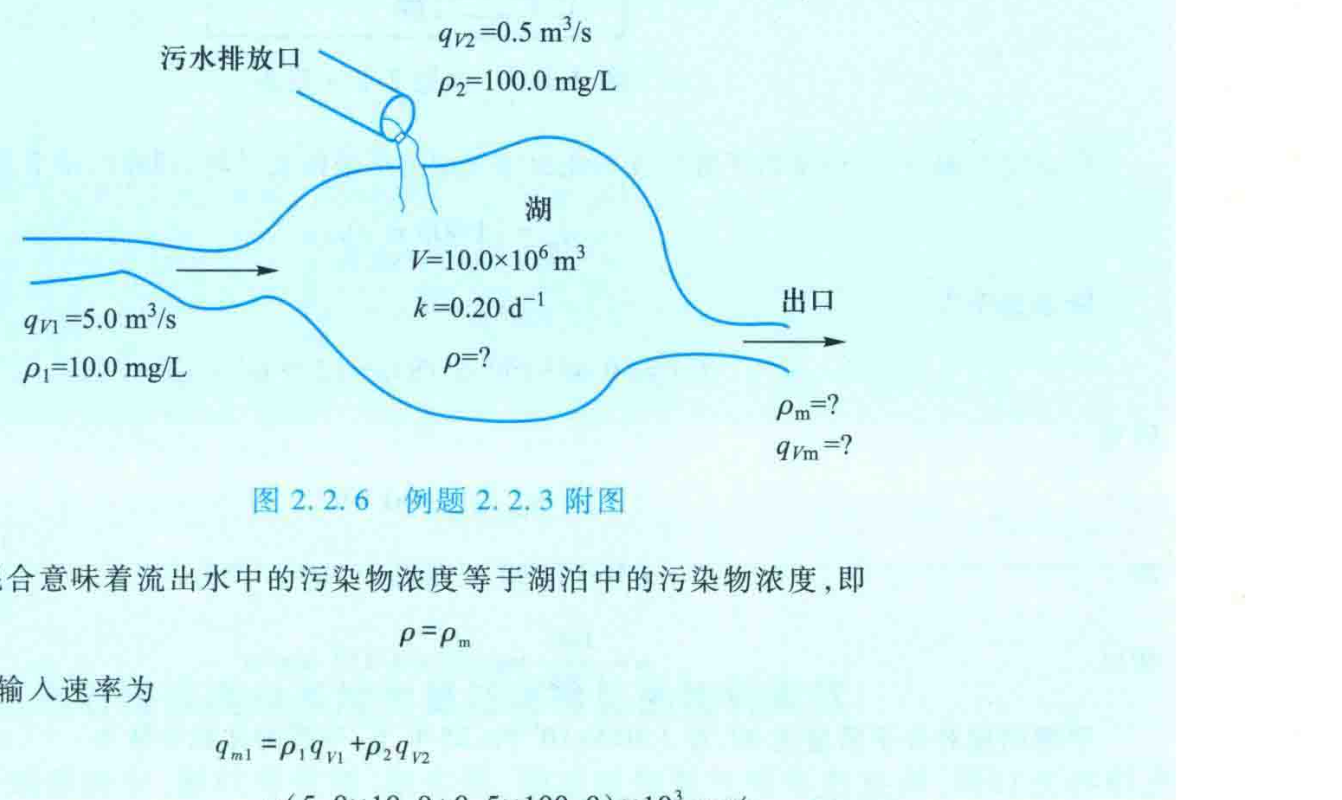 q_{V2}=0.5 m³/s
污水排放口
ρ₂=100.0 mg/L
湖
V=10.0×10⁶ m³
k=0.20 d⁻¹
ρ=?
q_{V1}=5.0 m³/s
ρ₁=10.0 mg/L
出口
ρₘ=?
q_{Vm}=?
图 2.2.6 例题 2.2.3 附图
合意味着流出水中的污染物浓度等于湖泊中的污染物浓度,即
ρ=ρₘ
输入速率为
q_{m1}=ρ₁q_{V1}+ρ₂q_{V2}